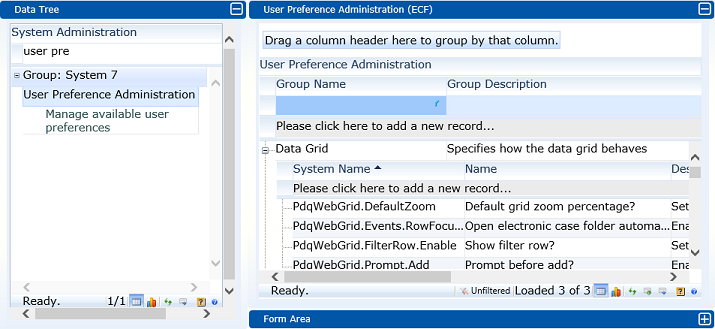 Data Tree
System Administration
user pre
Group: System 7
User Preference Administration
Manage available user
preferences
Ready.
1/1
User Preference Administration (ECF)
Drag a column header here to group by that column.
User Preference Administration
Group Name Group Description
Please click here to add a new record...
Data Grid Specifies how the data grid behaves
System Name Name Des
Please click here to add a new record...
PdqWebGrid.DefaultZoom Default grid zoom percentage? Set
PdqWebGrid.Events.RowFocu... Open electronic case folder automa... Ena
PdqWebGrid.FilterRow.Enable Show filter row? Set
PdqWebGrid.Prompt.Add Prompt before add? Ena
Ready. Unfiltered Loaded 3 of 3
Form Area